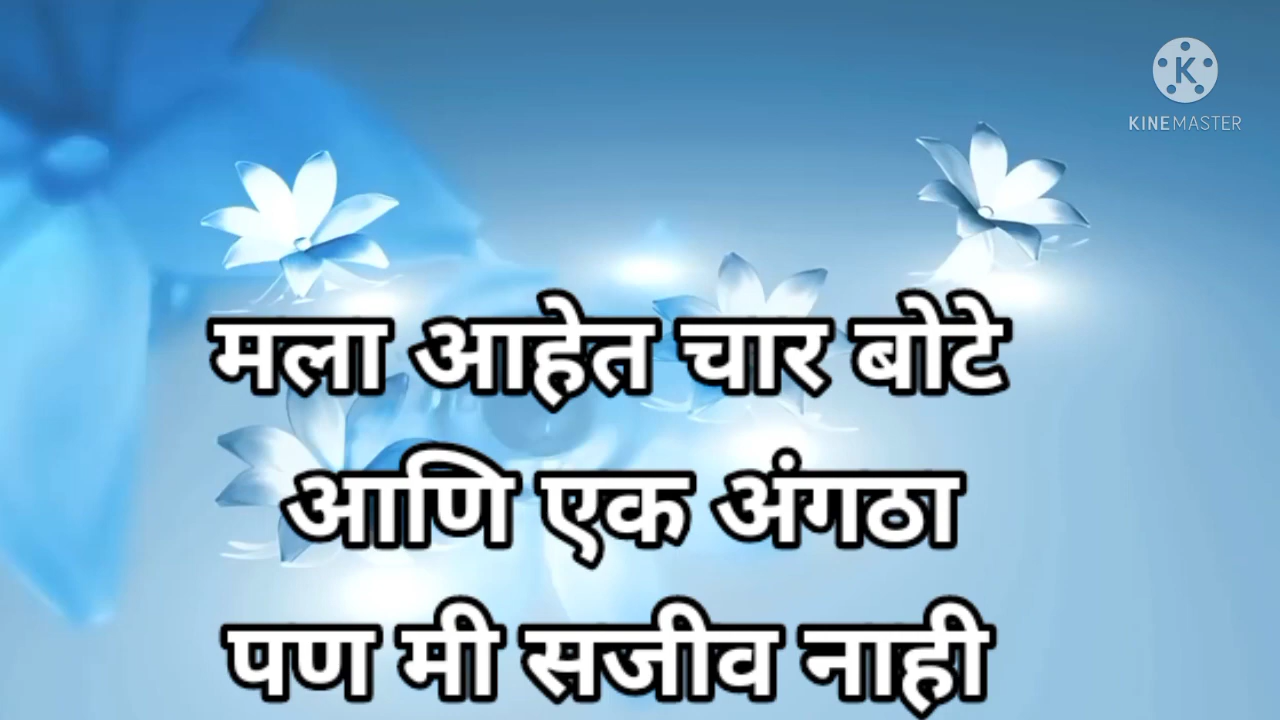 KINEMASTER
मला आहेत चार बोटे
आणि एक अंगठा
पण मी सजीव नाही